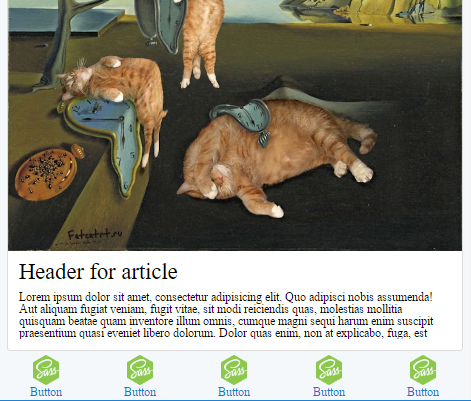 Fatcatart.ru
Header for article
Lorem ipsum dolor sit amet, consectetur adipisicing elit. Quo adipisci nobis assumenda!
Aut aliquam fugiat veniam, fugit vitae, sit modi reiciendis quas, molestias mollitia
quisquam beatae quam inventore illum omnis, cumque magni sequi harum enim suscipit
praesentium quasi eveniet libero dolorum. Dolor quas enim, non at explicabo, fuga, est
Sass Sass Sass Sass Sass
Button Button Button Button Button